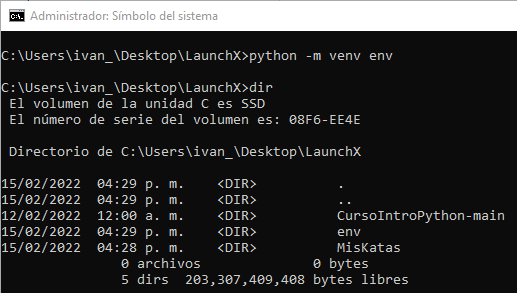 Administrador: Símbolo del sistema
C:\Users\ivan_\Desktop\LaunchX>python -m venv env
C:\Users\ivan_\Desktop\LaunchX>dir
 El volumen de la unidad C es SSD
 El número de serie del volumen es: 08F6-EE4E
 Directorio de C:\Users\ivan_\Desktop\LaunchX
15/02/2022  04:29 p. m.    <DIR>          .
15/02/2022  04:29 p. m.    <DIR>          ..
12/02/2022  12:00 a. m.    <DIR>          CursoIntroPython-main
15/02/2022  04:29 p. m.    <DIR>          env
15/02/2022  04:28 p. m.    <DIR>          MisKatas
               0 archivos              0 bytes
               5 dirs  203,307,409,408 bytes libres